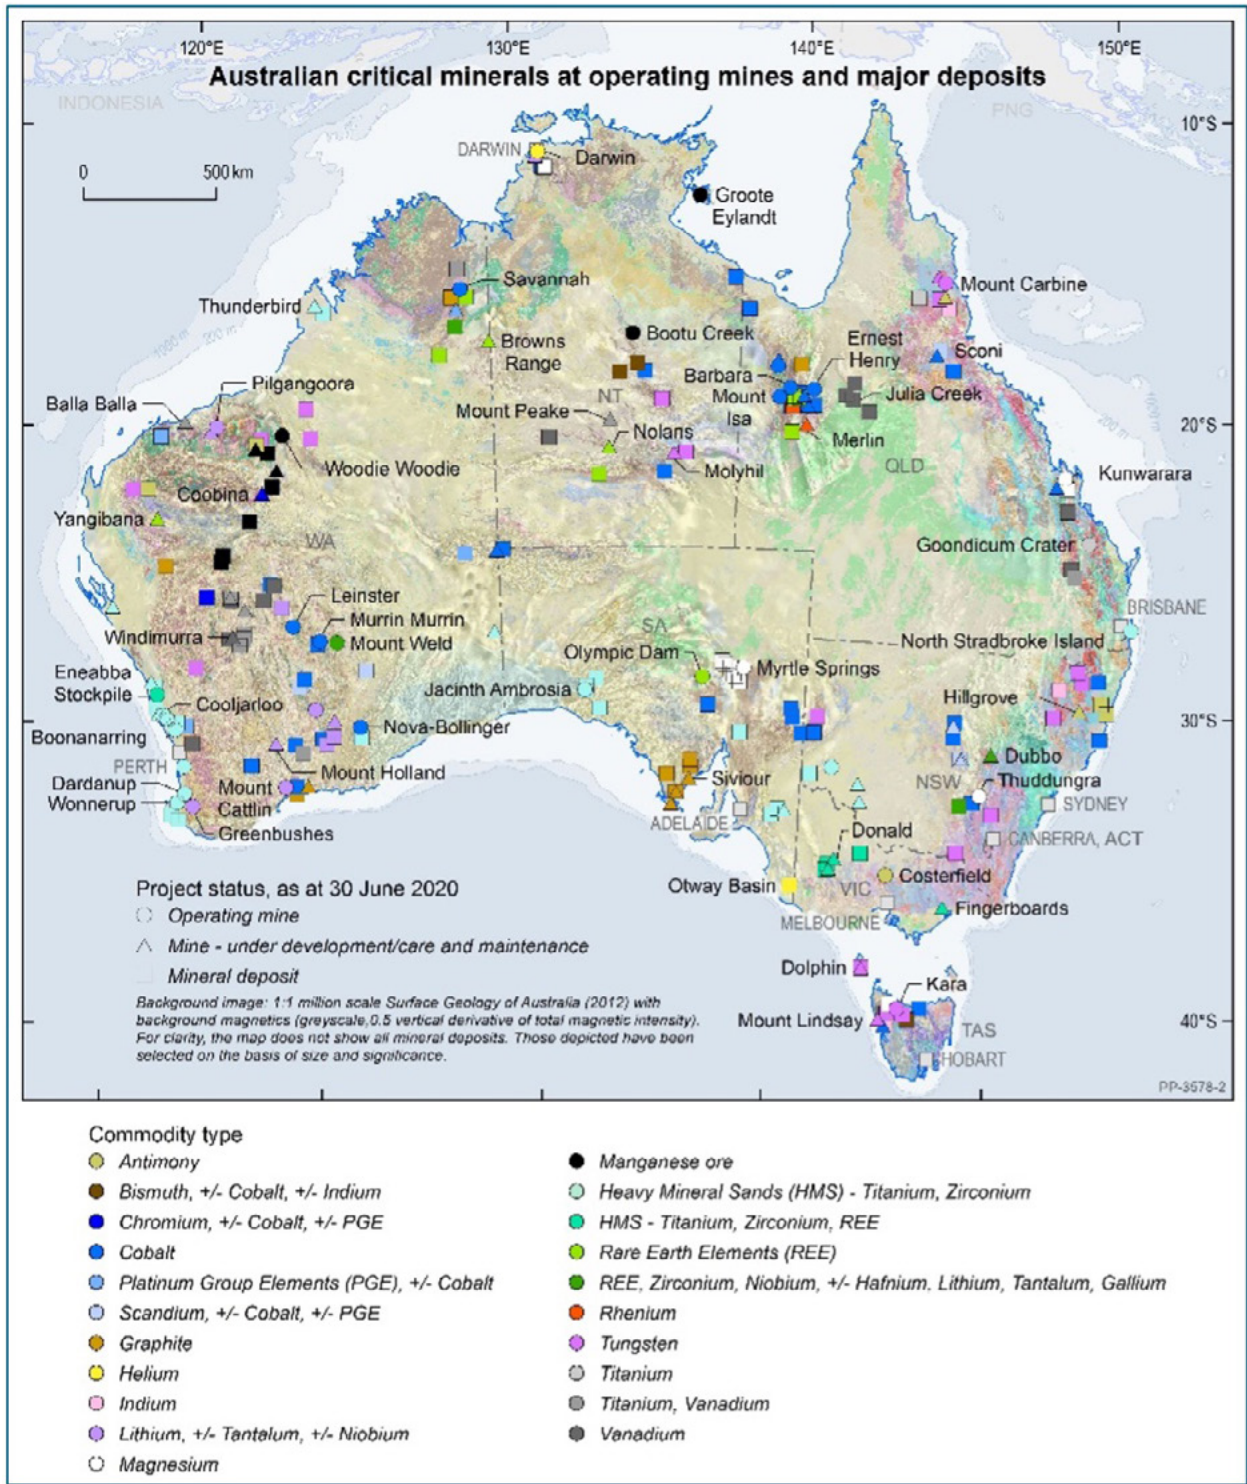 120°E 130°E 140°E 150°E
Australian critical minerals at operating mines and major deposits
INDONESIA
PNG
10°S
DARWIN
Darwin
0 500 km
Groote
Eylandt
Savannah
Mount Carbine
Thunderbird
Bootu Creek
Ernest
Henry
Browns
Range
Sconi
Pilgangoora
Barbara
Balla Balla
NT
Mount
Isa
Julia Creek
Mount Peake
20°S
Nolans
Merlin
Woodie Woodie
Molyhil
QLD
Kunwarara
Coobina
Yangibana
WA
Goondicum Crater
Leinster
BRISBANE
Murrin Murrin
Windimurra
Mount Weld
SA
North Stradbroke Island
Olympic Dam
Myrtle Springs
Eneabba
Stockpile
Jacinth Ambrosia
Hillgrove
Cooljarloo
30°S
Nova-Bollinger
Boonanarring
Dubbo
PERTH
Mount Holland
Siviour
NSW
Thuddungra
Dardanup
Mount
Cattlin
Wonnerup
SYDNEY
ADELAIDE
Greenbushes
Donald
CANBERRA, ACT
Project status, as at 30 June 2020
Otway Basin
VIC
Costerfield
Operating mine
MELBOURNE
Fingerboards
Mine - under development/care and maintenance
Dolphin
Mineral deposit
Kara
Background image: 1:1 million scale Surface Geology of Australia (2012) with
background magnetics (greyscale,0.5 vertical derivative of total magnetic intensity).
For clarity, the map does not show all mineral deposits. Those depicted have been
selected on the basis of size and significance.
Mount Lindsay
40°S
TAS
HOBART
PP-3578-2
Commodity type
Antimony
Bismuth, +/- Cobalt, +/- Indium
Chromium, +/- Cobalt, +/- PGE
Cobalt
Platinum Group Elements (PGE), +/- Cobalt
Scandium, +/- Cobalt, +/- PGE
Graphite
Helium
Indium
Lithium, +/- Tantalum, +/- Niobium
Magnesium
Manganese ore
Heavy Mineral Sands (HMS) - Titanium, Zirconium
HMS - Titanium, Zirconium, REE
Rare Earth Elements (REE)
REE, Zirconium, Niobium, +/- Hafnium. Lithium, Tantalum, Gallium
Rhenium
Tungsten
Titanium
Titanium, Vanadium
Vanadium